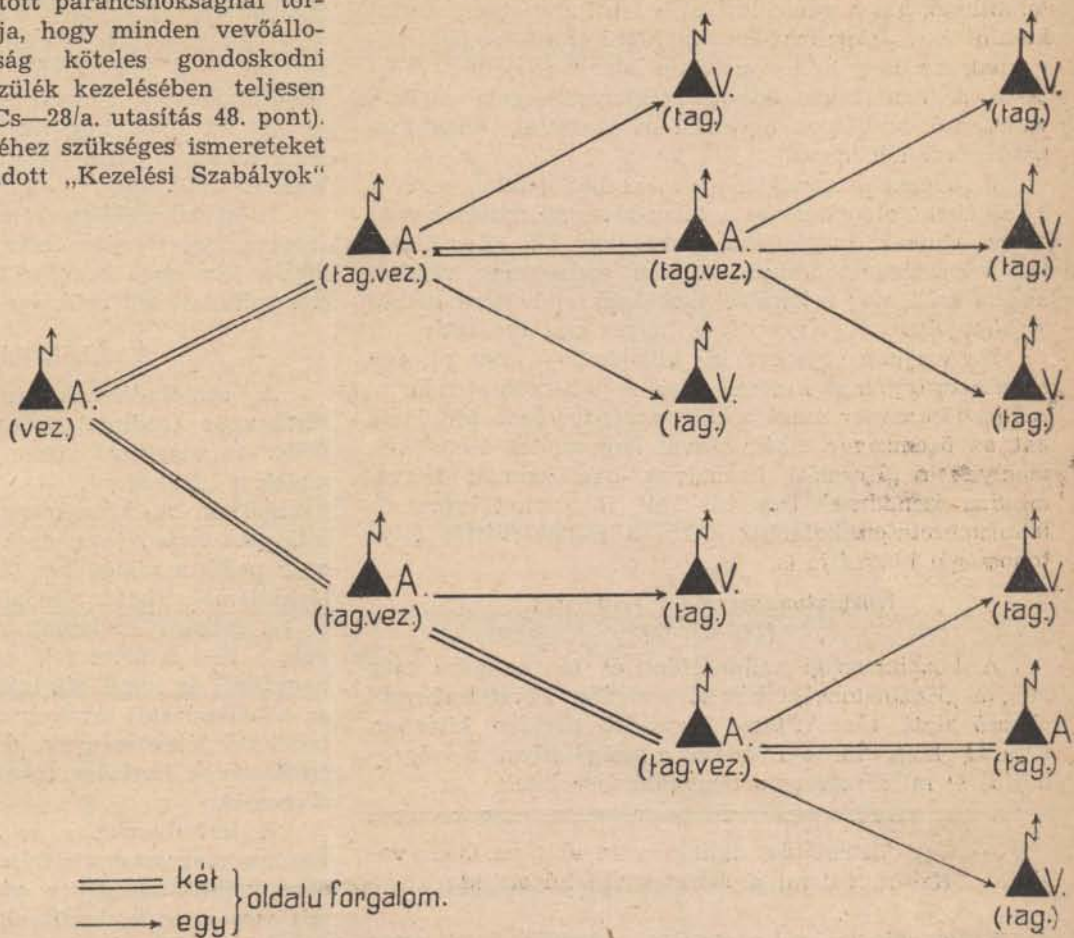 ított parancsnokságnál tör-
ja, hogy minden vevőállo-
ság köteles gondoskodni
zülék kezelésében teljesen
Cs—28/a. utasítás 48. pont).
éhez szükséges ismereteket
dott „Kezelési Szabályok"
V.
(tag.)
V.
(tag.)
A.
(tag.vez.)
A.
(tag.vez.)
V.
(tag.)
A.
(vez.)
V.
(tag.)
V.
(tag.)
A.
(tag.vez.)
V.
(tag.)
V.
(tag.)
A.
(tag.vez.)
A
(tag.)
V.
(tag.)
két
egy } oldalu forgalom.